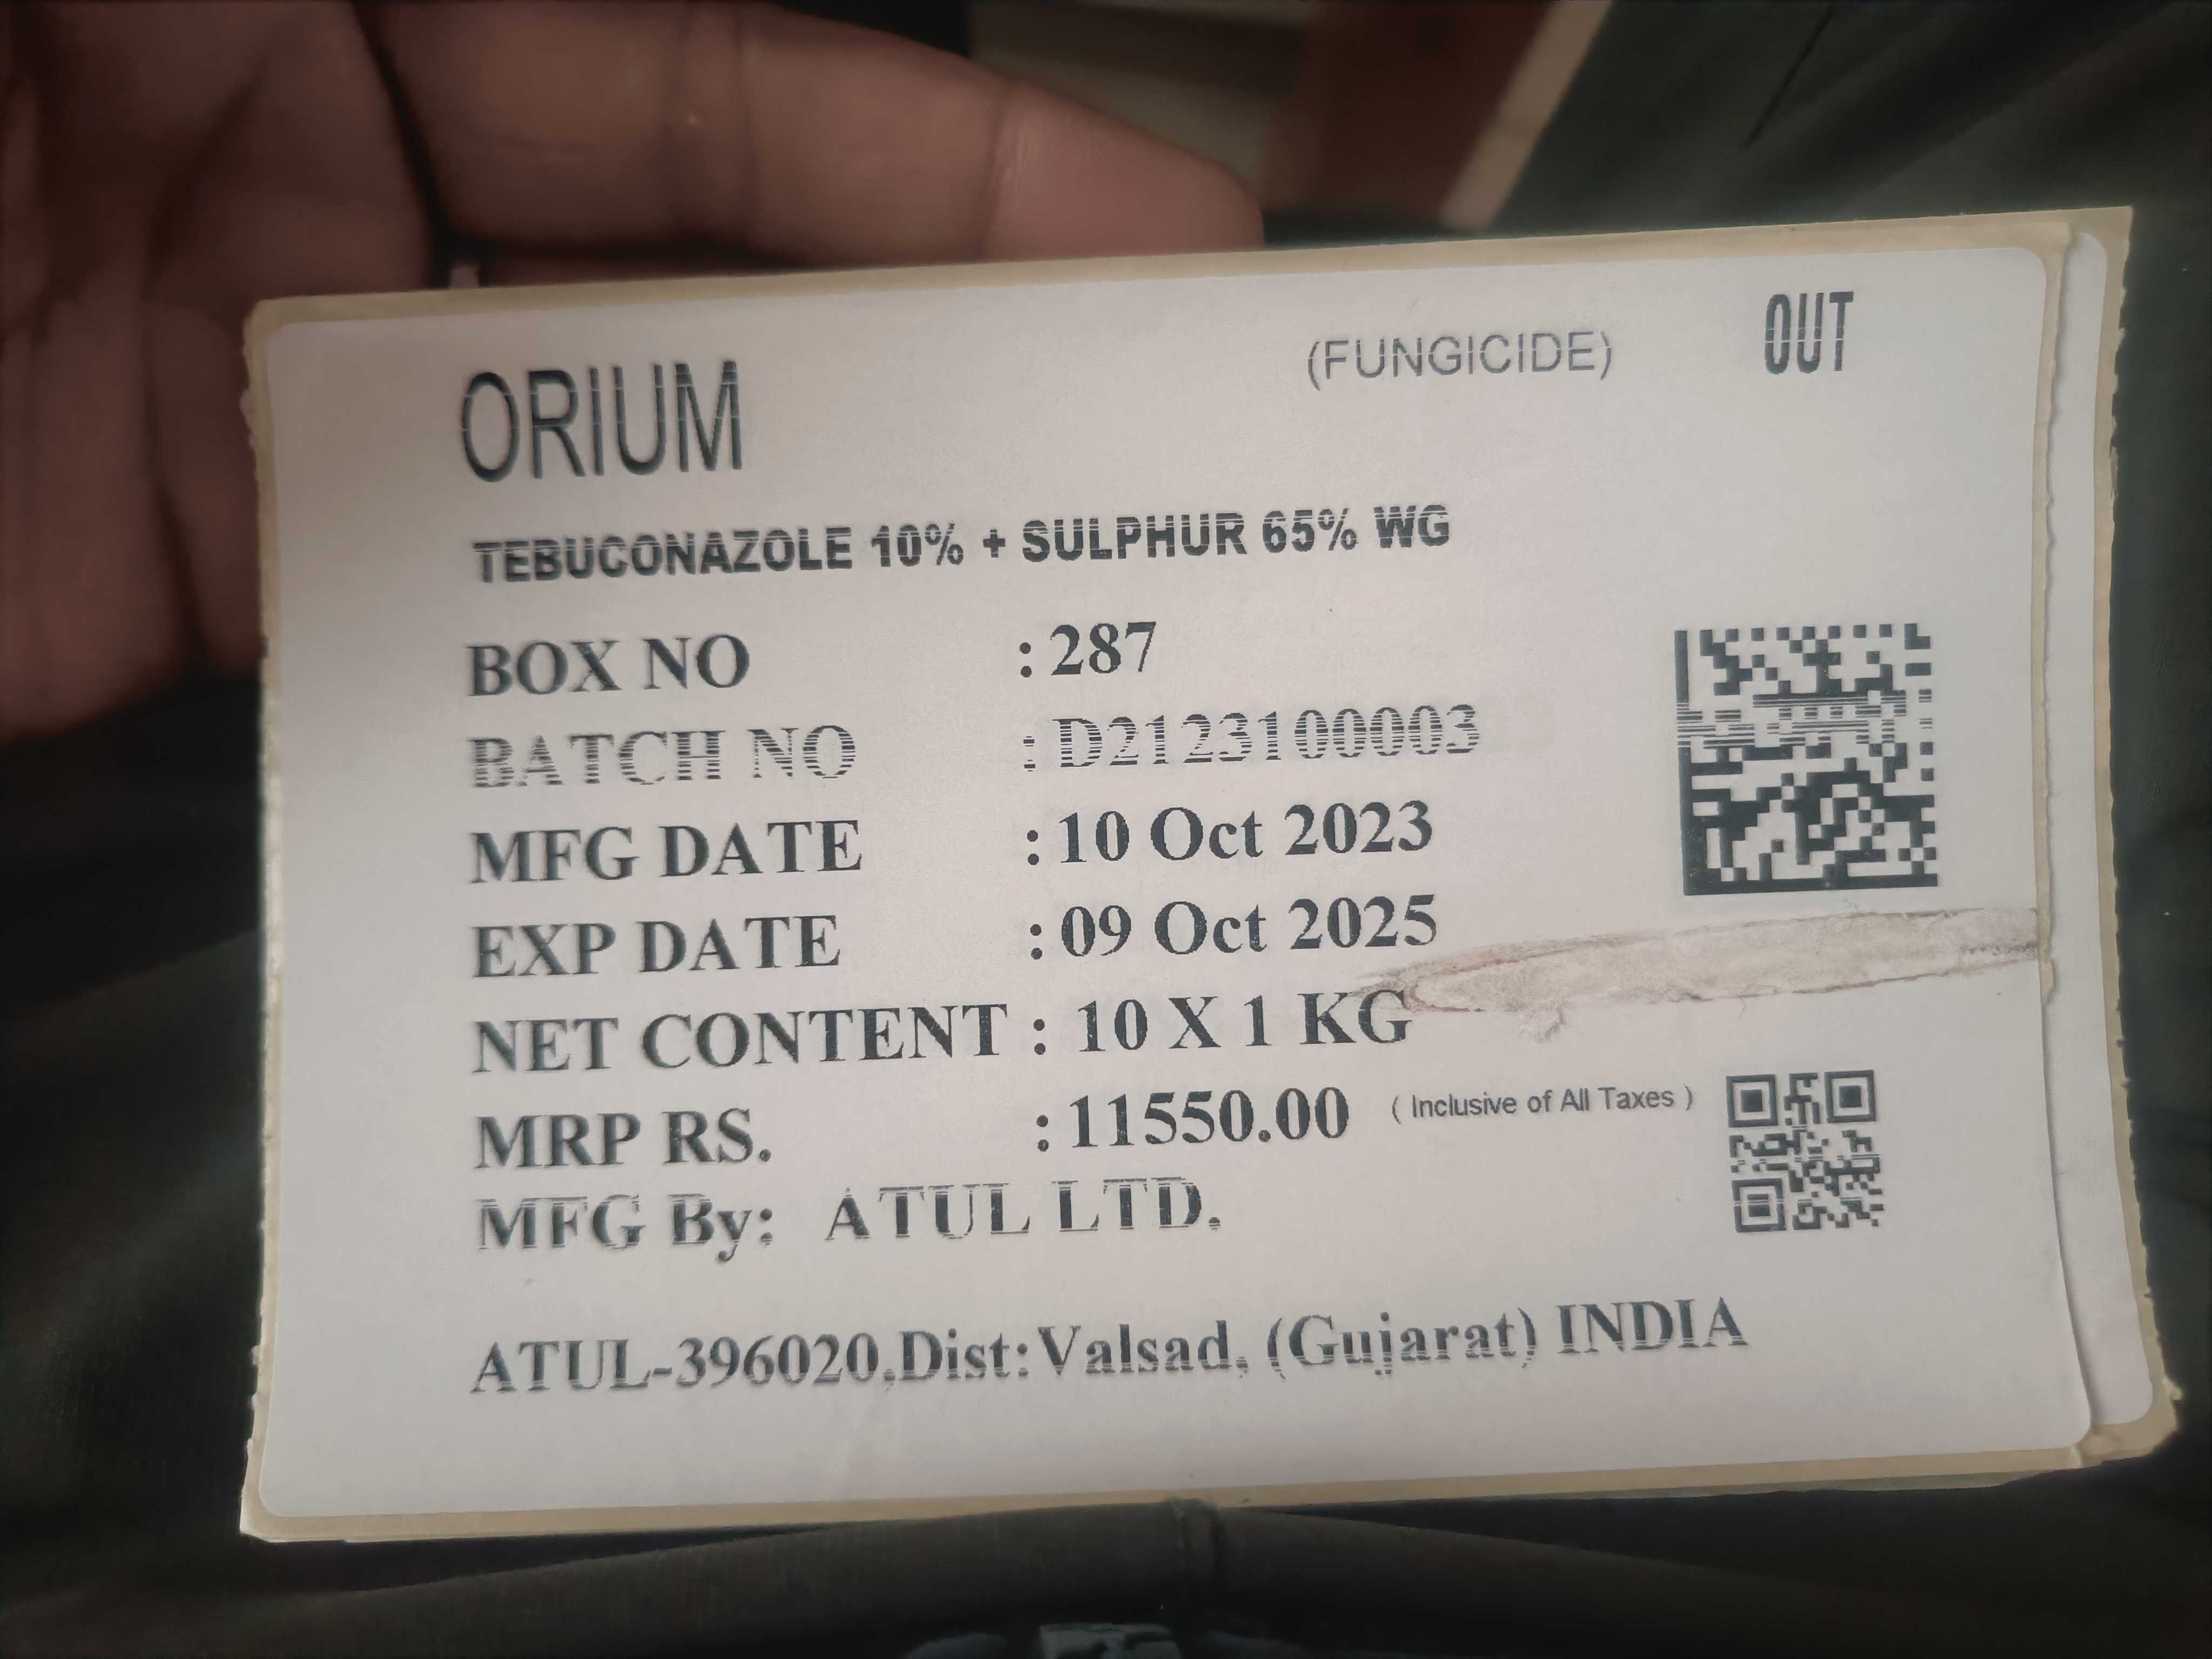 ORIUM (FUNGICIDE) OUT
TEBUCONAZOLE 10% + SULPHUR 65% WG
BOX NO : 287
BATCH NO : D2123100003
MFG DATE : 10 Oct 2023
EXP DATE : 09 Oct 2025
NET CONTENT : 10 X 1 KG
MRP RS. : 11550.00 ( Inclusive of All Taxes )
MFG By: ATUL LTD.
ATUL-396020,Dist:Valsad, (Gujarat) INDIA